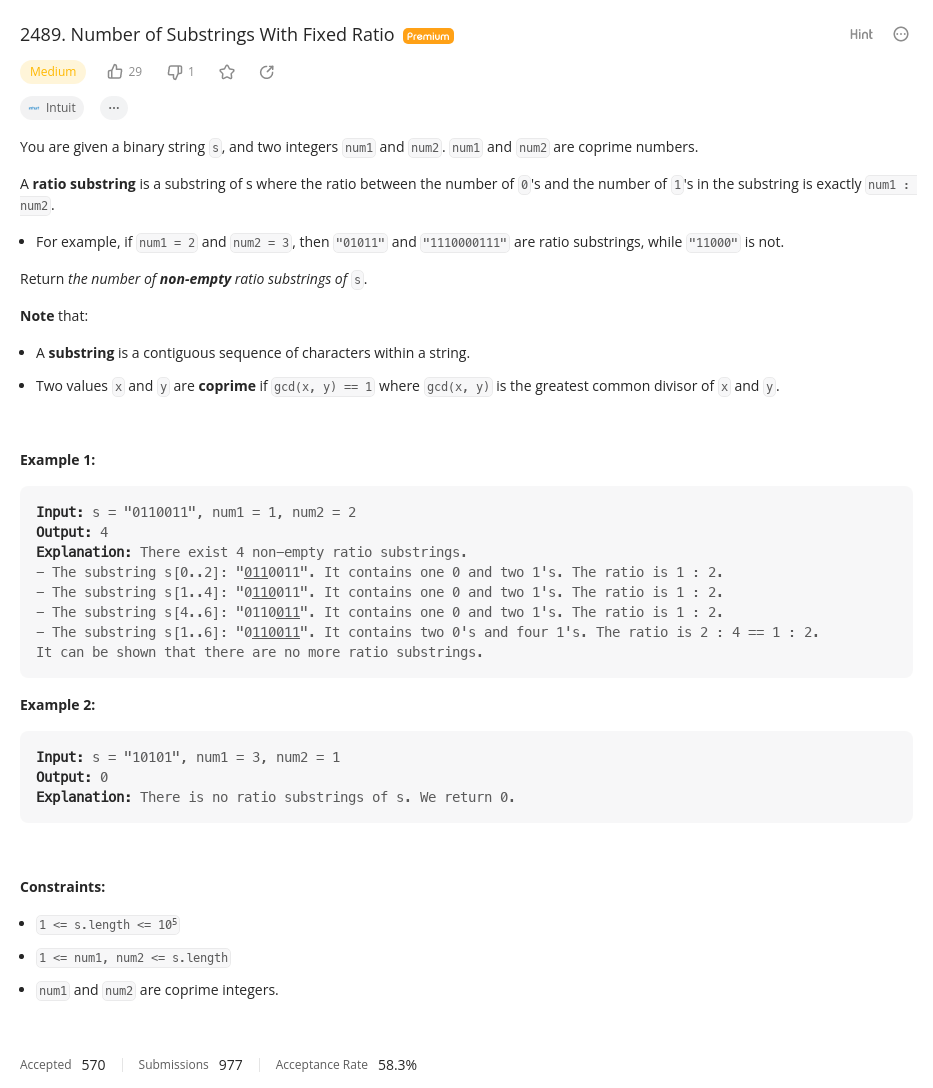 2489. Number of Substrings With Fixed Ratio Premium Hint
Medium 29 1
Intuit ...
You are given a binary string s, and two integers num1 and num2. num1 and num2 are coprime numbers.
A ratio substring is a substring of s where the ratio between the number of 0's and the number of 1's in the substring is exactly num1 :
num2.
• For example, if num1 = 2 and num2 = 3, then "01011" and "1110000111" are ratio substrings, while "11000" is not.
Return the number of non-empty ratio substrings of s.
Note that:
• A substring is a contiguous sequence of characters within a string.
• Two values x and y are coprime if gcd(x, y) == 1 where gcd(x, y) is the greatest common divisor of x and y.
Example 1:
Input: s = "0110011", num1 = 1, num2 = 2
Output: 4
Explanation: There exist 4 non-empty ratio substrings.
- The substring s[0..2]: "0110011". It contains one 0 and two 1's. The ratio is 1 : 2.
- The substring s[1..4]: "0110011". It contains one 0 and two 1's. The ratio is 1 : 2.
- The substring s[4..6]: "0110011". It contains one 0 and two 1's. The ratio is 1 : 2.
- The substring s[1..6]: "0110011". It contains two 0's and four 1's. The ratio is 2 : 4 == 1 : 2.
It can be shown that there are no more ratio substrings.
Example 2:
Input: s = "10101", num1 = 3, num2 = 1
Output: 0
Explanation: There is no ratio substrings of s. We return 0.
Constraints:
• 1 <= s.length <= 10⁵
• 1 <= num1, num2 <= s.length
• num1 and num2 are coprime integers.
Accepted 570 Submissions 977 Acceptance Rate 58.3%